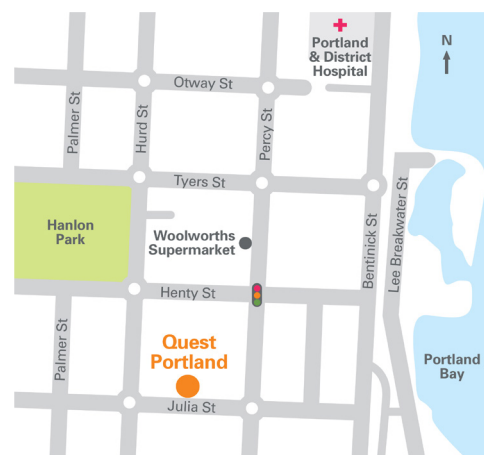 Portland
& District
Hospital
N
Otway St
Palmer St
Hurd St
Percy St
Tyers St
Hanlon
Park
Woolworths
Supermarket
Bentinick St
Lee Breakwater St
Henty St
Palmer St
Quest
Portland
Portland
Bay
Julia St